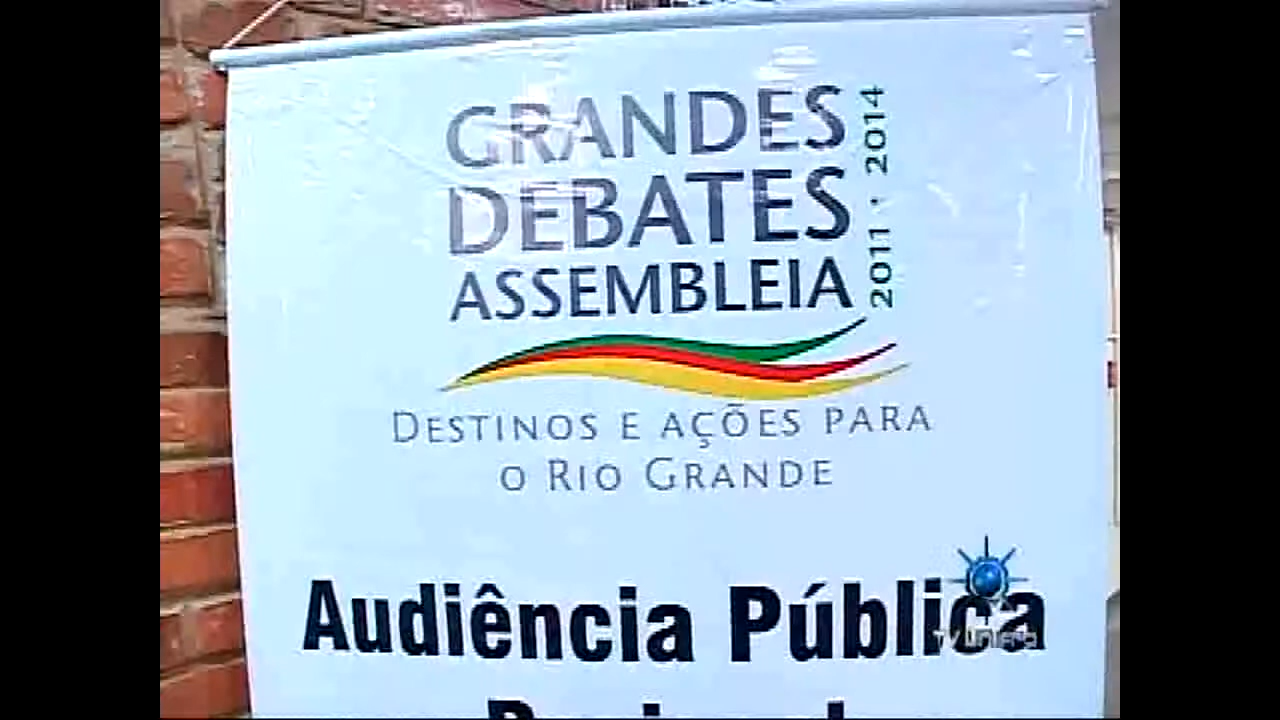 GRANDES
DEBATES
ASSEMBLEIA
2011 · 2014
DESTINOS E AÇÕES PARA
O RIO GRANDE
Audiência Pública